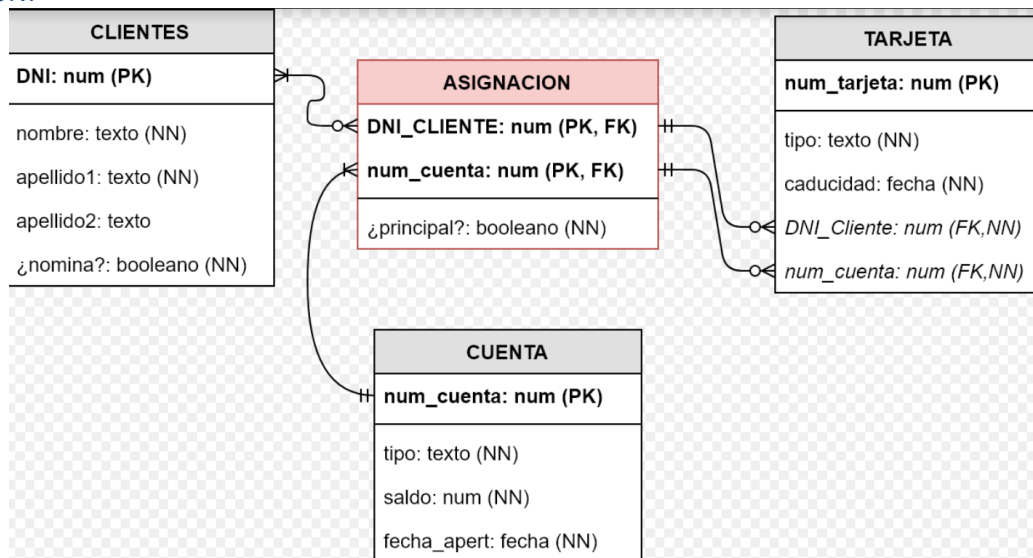 CLIENTES
DNI: num (PK)
nombre: texto (NN)
apellido1: texto (NN)
apellido2: texto
¿nomina?: booleano (NN)
ASIGNACION
DNI_CLIENTE: num (PK, FK)
num_cuenta: num (PK, FK)
¿principal?: booleano (NN)
TARJETA
num_tarjeta: num (PK)
tipo: texto (NN)
caducidad: fecha (NN)
DNI_Cliente: num (FK,NN)
num_cuenta: num (FK,NN)
CUENTA
num_cuenta: num (PK)
tipo: texto (NN)
saldo: num (NN)
fecha_apert: fecha (NN)